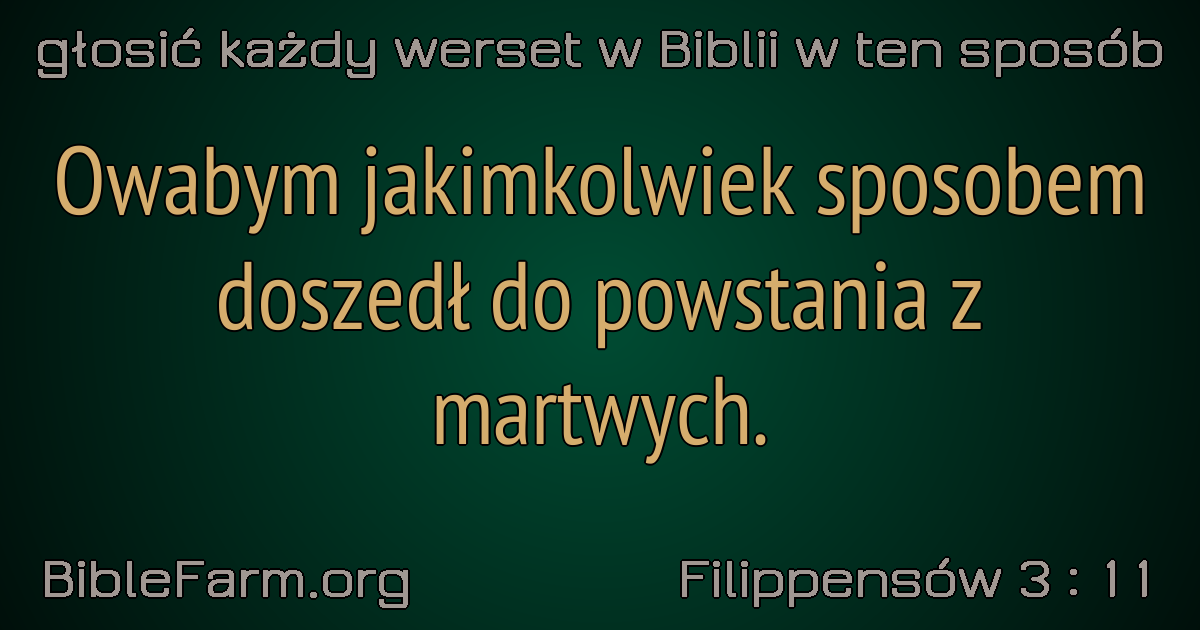 głosić każdy werset w Biblii w ten sposób
Owabym jakimkolwiek sposobem
doszedł do powstania z
martwych.
BibleFarm.org
Filippensów 3 : 11